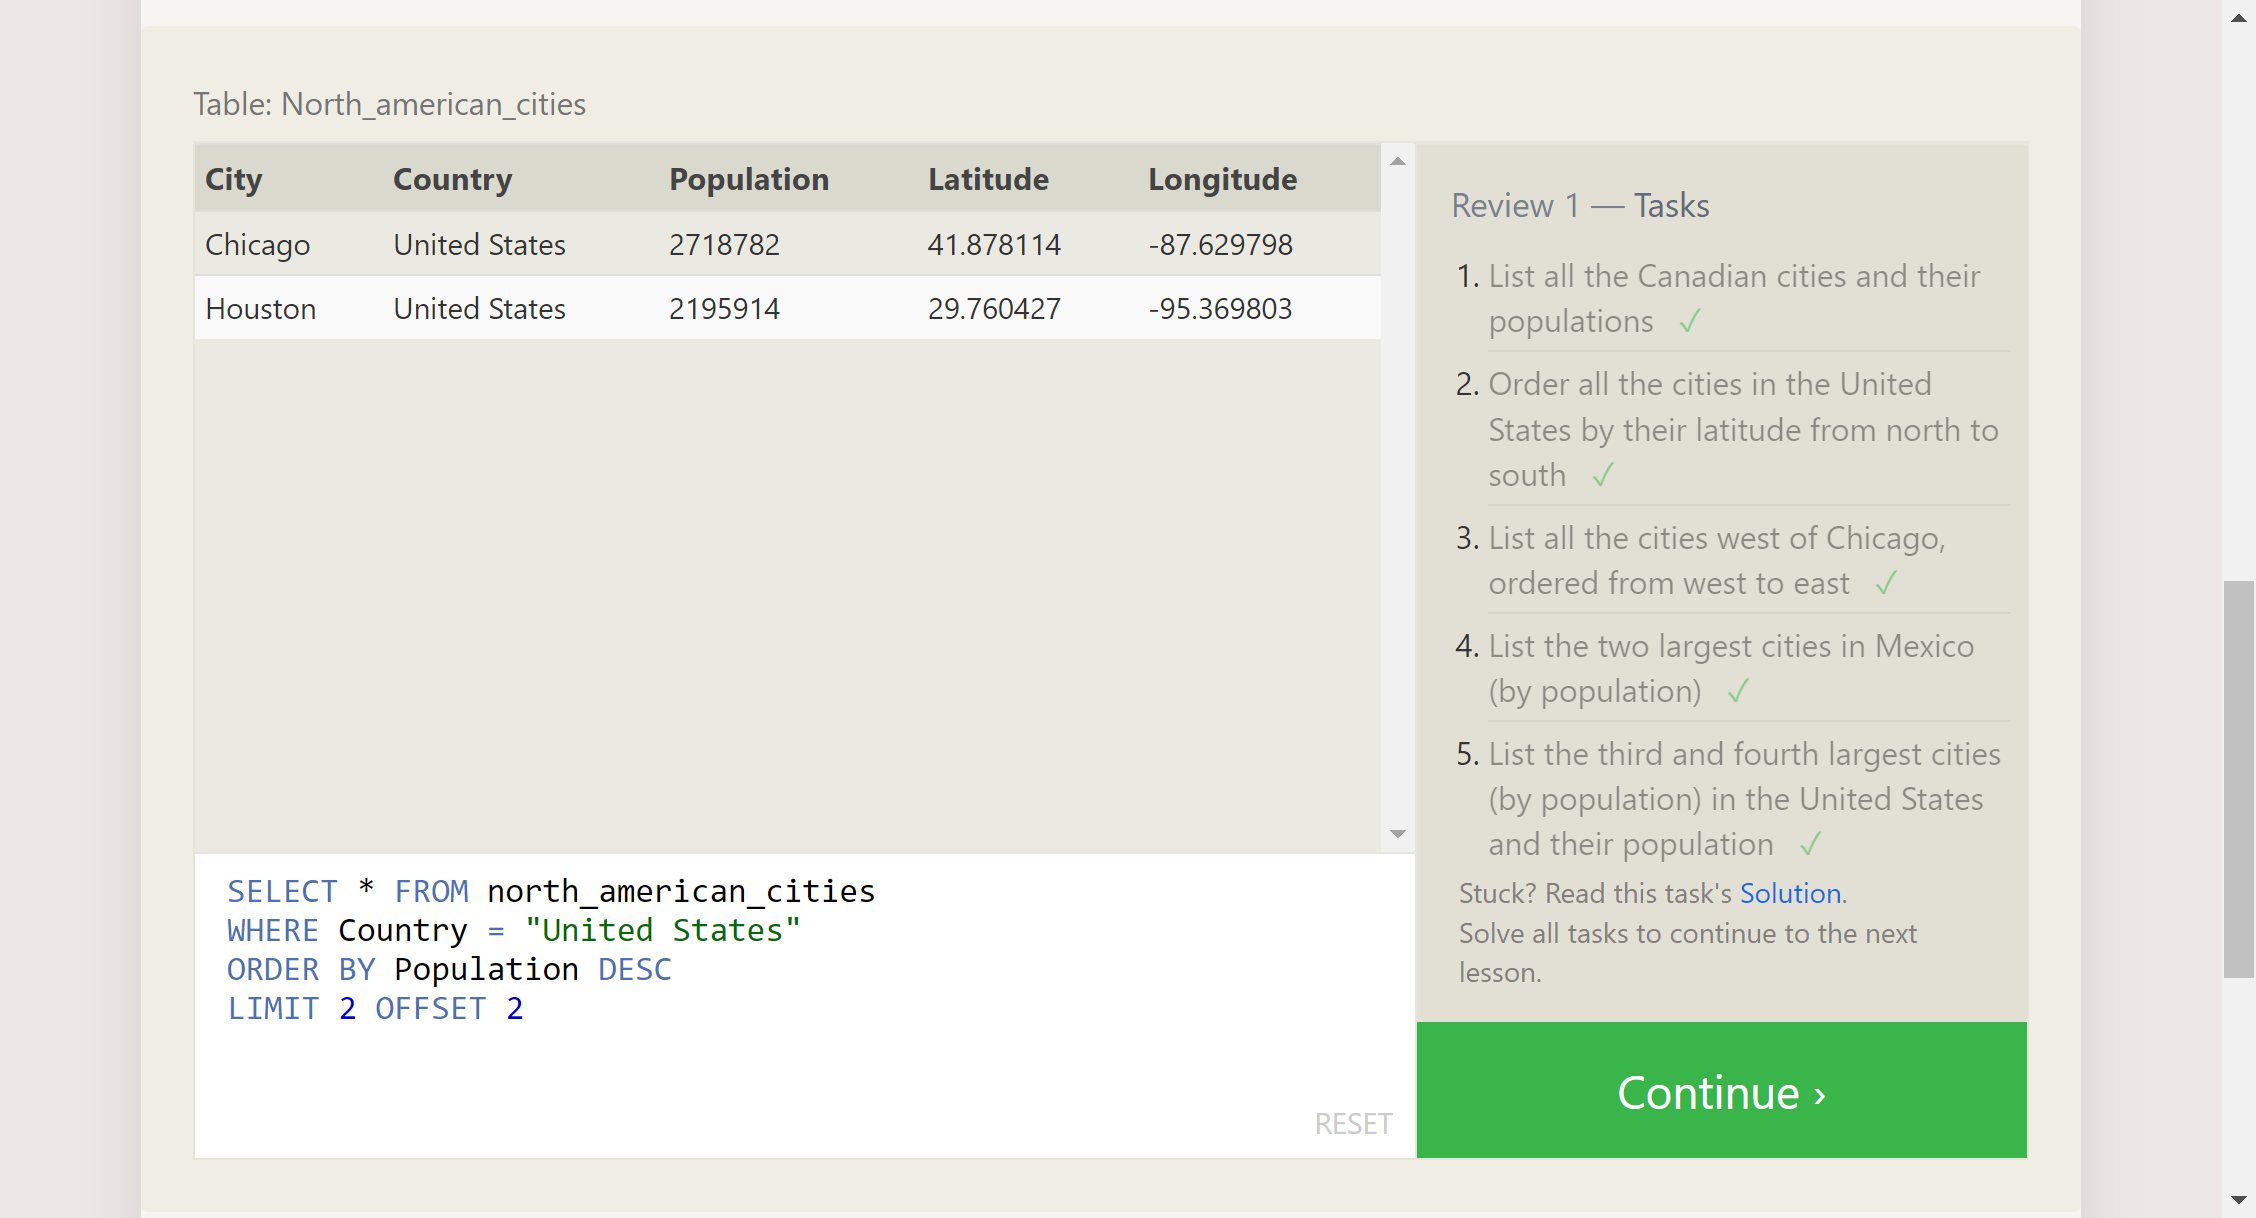 Table: North_american_cities
City Country Population Latitude Longitude
Chicago United States 2718782 41.878114 -87.629798
Houston United States 2195914 29.760427 -95.369803
SELECT * FROM north_american_cities
WHERE Country = "United States"
ORDER BY Population DESC
LIMIT 2 OFFSET 2
RESET
Review 1 — Tasks
1. List all the Canadian cities and their
populations ✓
2. Order all the cities in the United
States by their latitude from north to
south ✓
3. List all the cities west of Chicago,
ordered from west to east ✓
4. List the two largest cities in Mexico
(by population) ✓
5. List the third and fourth largest cities
(by population) in the United States
and their population ✓
Stuck? Read this task's Solution.
Solve all tasks to continue to the next
lesson.
Continue ›